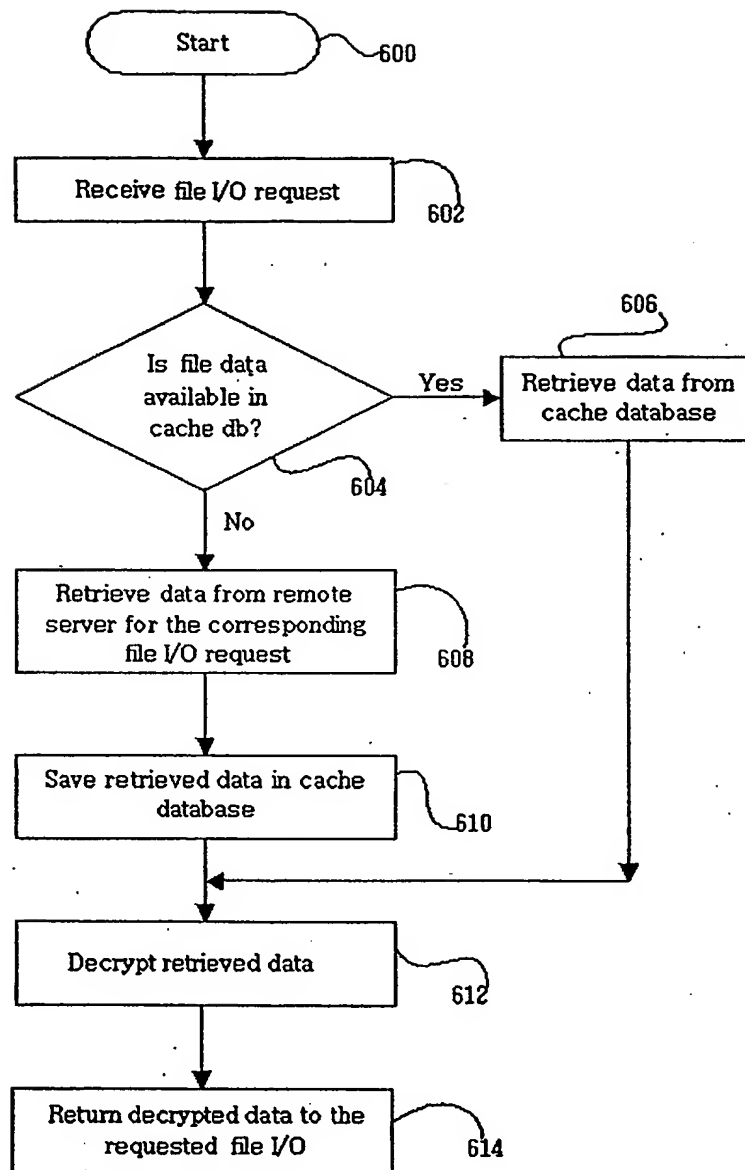 Start
600
Receive file I/O request
602
Is file data
available in
cache db?
604
Yes
606
Retrieve data from
cache database
No
Retrieve data from remote
server for the corresponding
file I/O request
608
Save retrieved data in cache
database
610
Decrypt retrieved data
612
Return decrypted data to the
requested file I/O
614